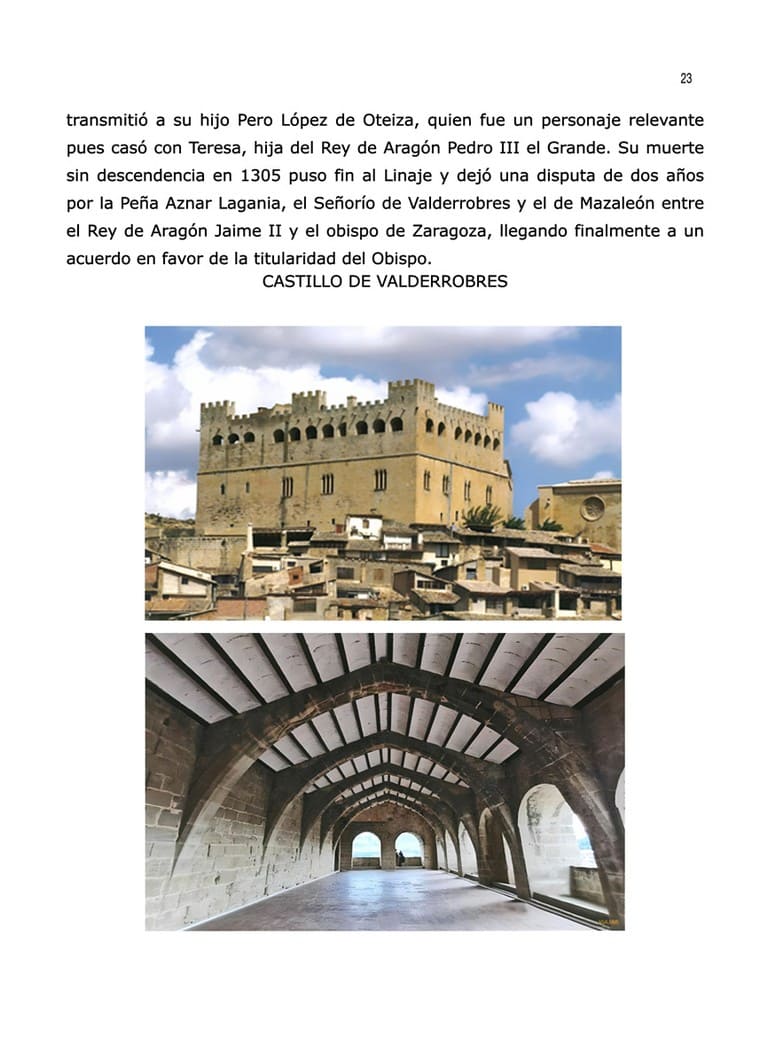 23
transmitió a su hijo Pero López de Oteiza, quien fue un personaje relevante
pues casó con Teresa, hija del Rey de Aragón Pedro III el Grande. Su muerte
sin descendencia en 1305 puso fin al Linaje y dejó una disputa de dos años
por la Peña Aznar Lagania, el Señorío de Valderrobres y el de Mazaleón entre
el Rey de Aragón Jaime II y el obispo de Zaragoza, llegando finalmente a un
acuerdo en favor de la titularidad del Obispo.
CASTILLO DE VALDERROBRES